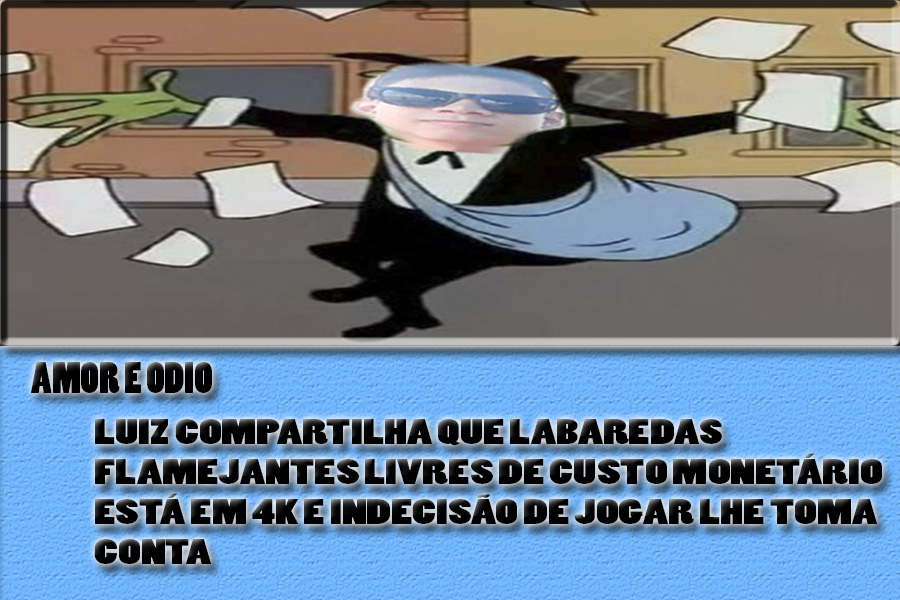 AMOR E ODIO
LUIZ COMPARTILHA QUE LABAREDAS
FLAMEJANTES LIVRES DE CUSTO MONETÁRIO
ESTÁ EM 4K E INDECISÃO DE JOGAR LHE TOMA
CONTA